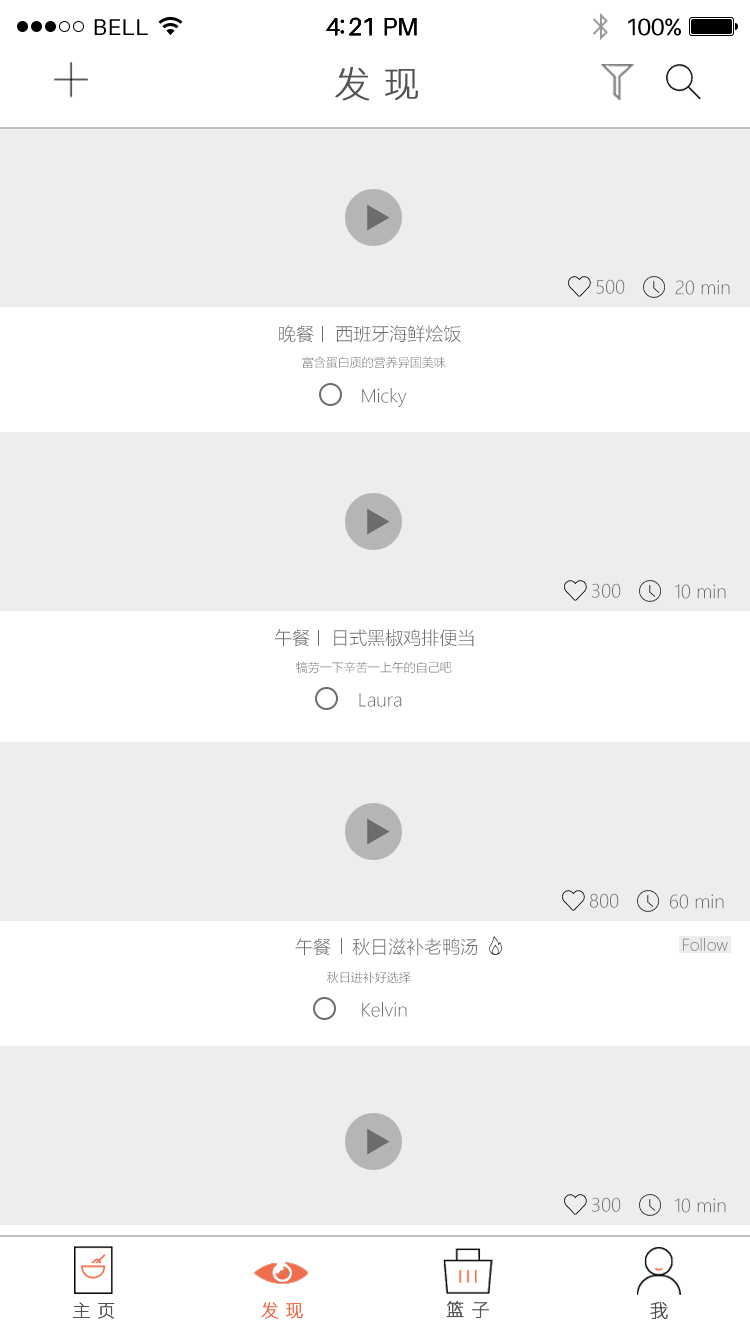 BELL 4:21 PM 100%
发现
500 20 min
晚餐丨 西班牙海鲜烩饭
富含蛋白质的营养异国美味
Micky
300 10 min
午餐丨 日式黑椒鸡排便当
犒劳一下辛苦一上午的自己吧
Laura
800 60 min
午餐丨秋日滋补老鸭汤 Follow
秋日进补好选择
Kelvin
300 10 min
主页 发现 篮子 我